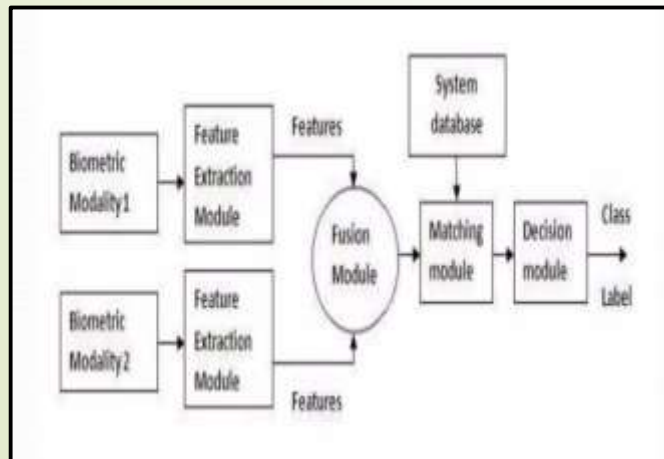 System
database
Biometric
Modality1
Feature
Extraction
Module
Features
Fusion
Module
Matching
module
Decision
module
Class
Label
Biometric
Modality2
Feature
Extraction
Module
Features